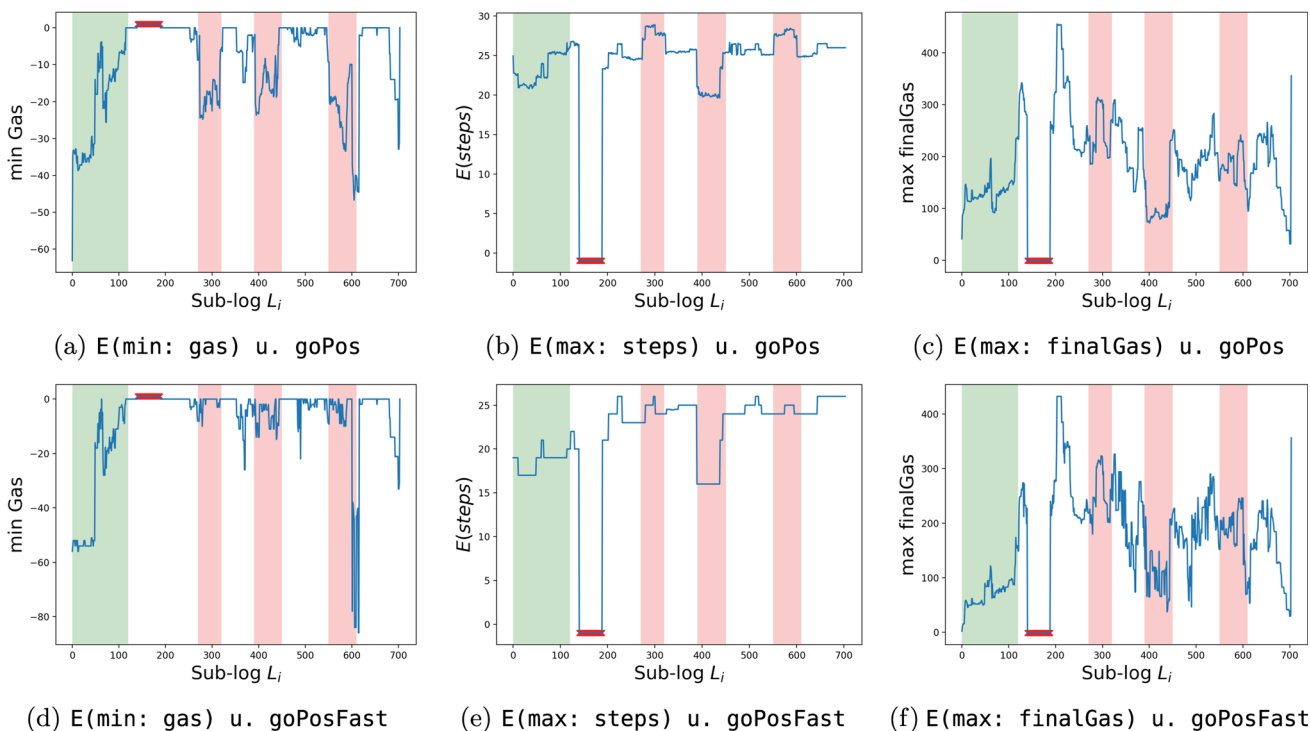 min Gas
0
−10
−20
−30
−40
−50
−60
0 100 200 300 400 500 600 700
Sub-log Li
(a) E(min: gas) u. goPos
E(steps)
30
25
20
15
10
5
0
0 100 200 300 400 500 600 700
Sub-log Li
(b) E(max: steps) u. goPos
max finalGas
400
300
200
100
0
0 100 200 300 400 500 600 700
Sub-log Li
(c) E(max: finalGas) u. goPos
min Gas
0
−20
−40
−60
−80
0 100 200 300 400 500 600 700
Sub-log Li
(d) E(min: gas) u. goPosFast
E(steps)
25
20
15
10
5
0
0 100 200 300 400 500 600 700
Sub-log Li
(e) E(max: steps) u. goPosFast
max finalGas
400
300
200
100
0
0 100 200 300 400 500 600 700
Sub-log Li
(f) E(max: finalGas) u. goPosFast